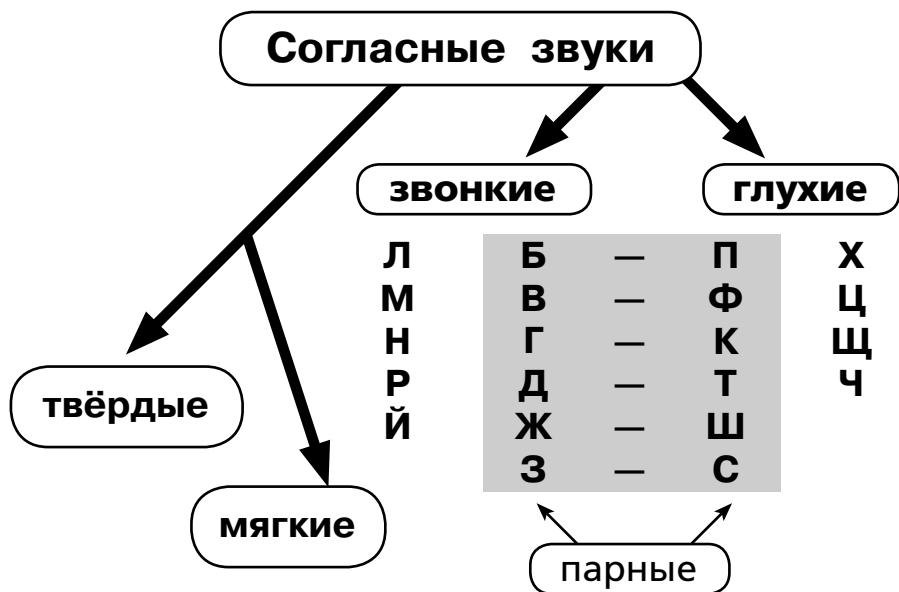 Согласные звуки
звонкие глухие
Л Б — П Х
М В — Ф Ц
Н Г — К Щ
Р Д — Т Ч
Й Ж — Ш
З — С
твёрдые
мягкие
парные